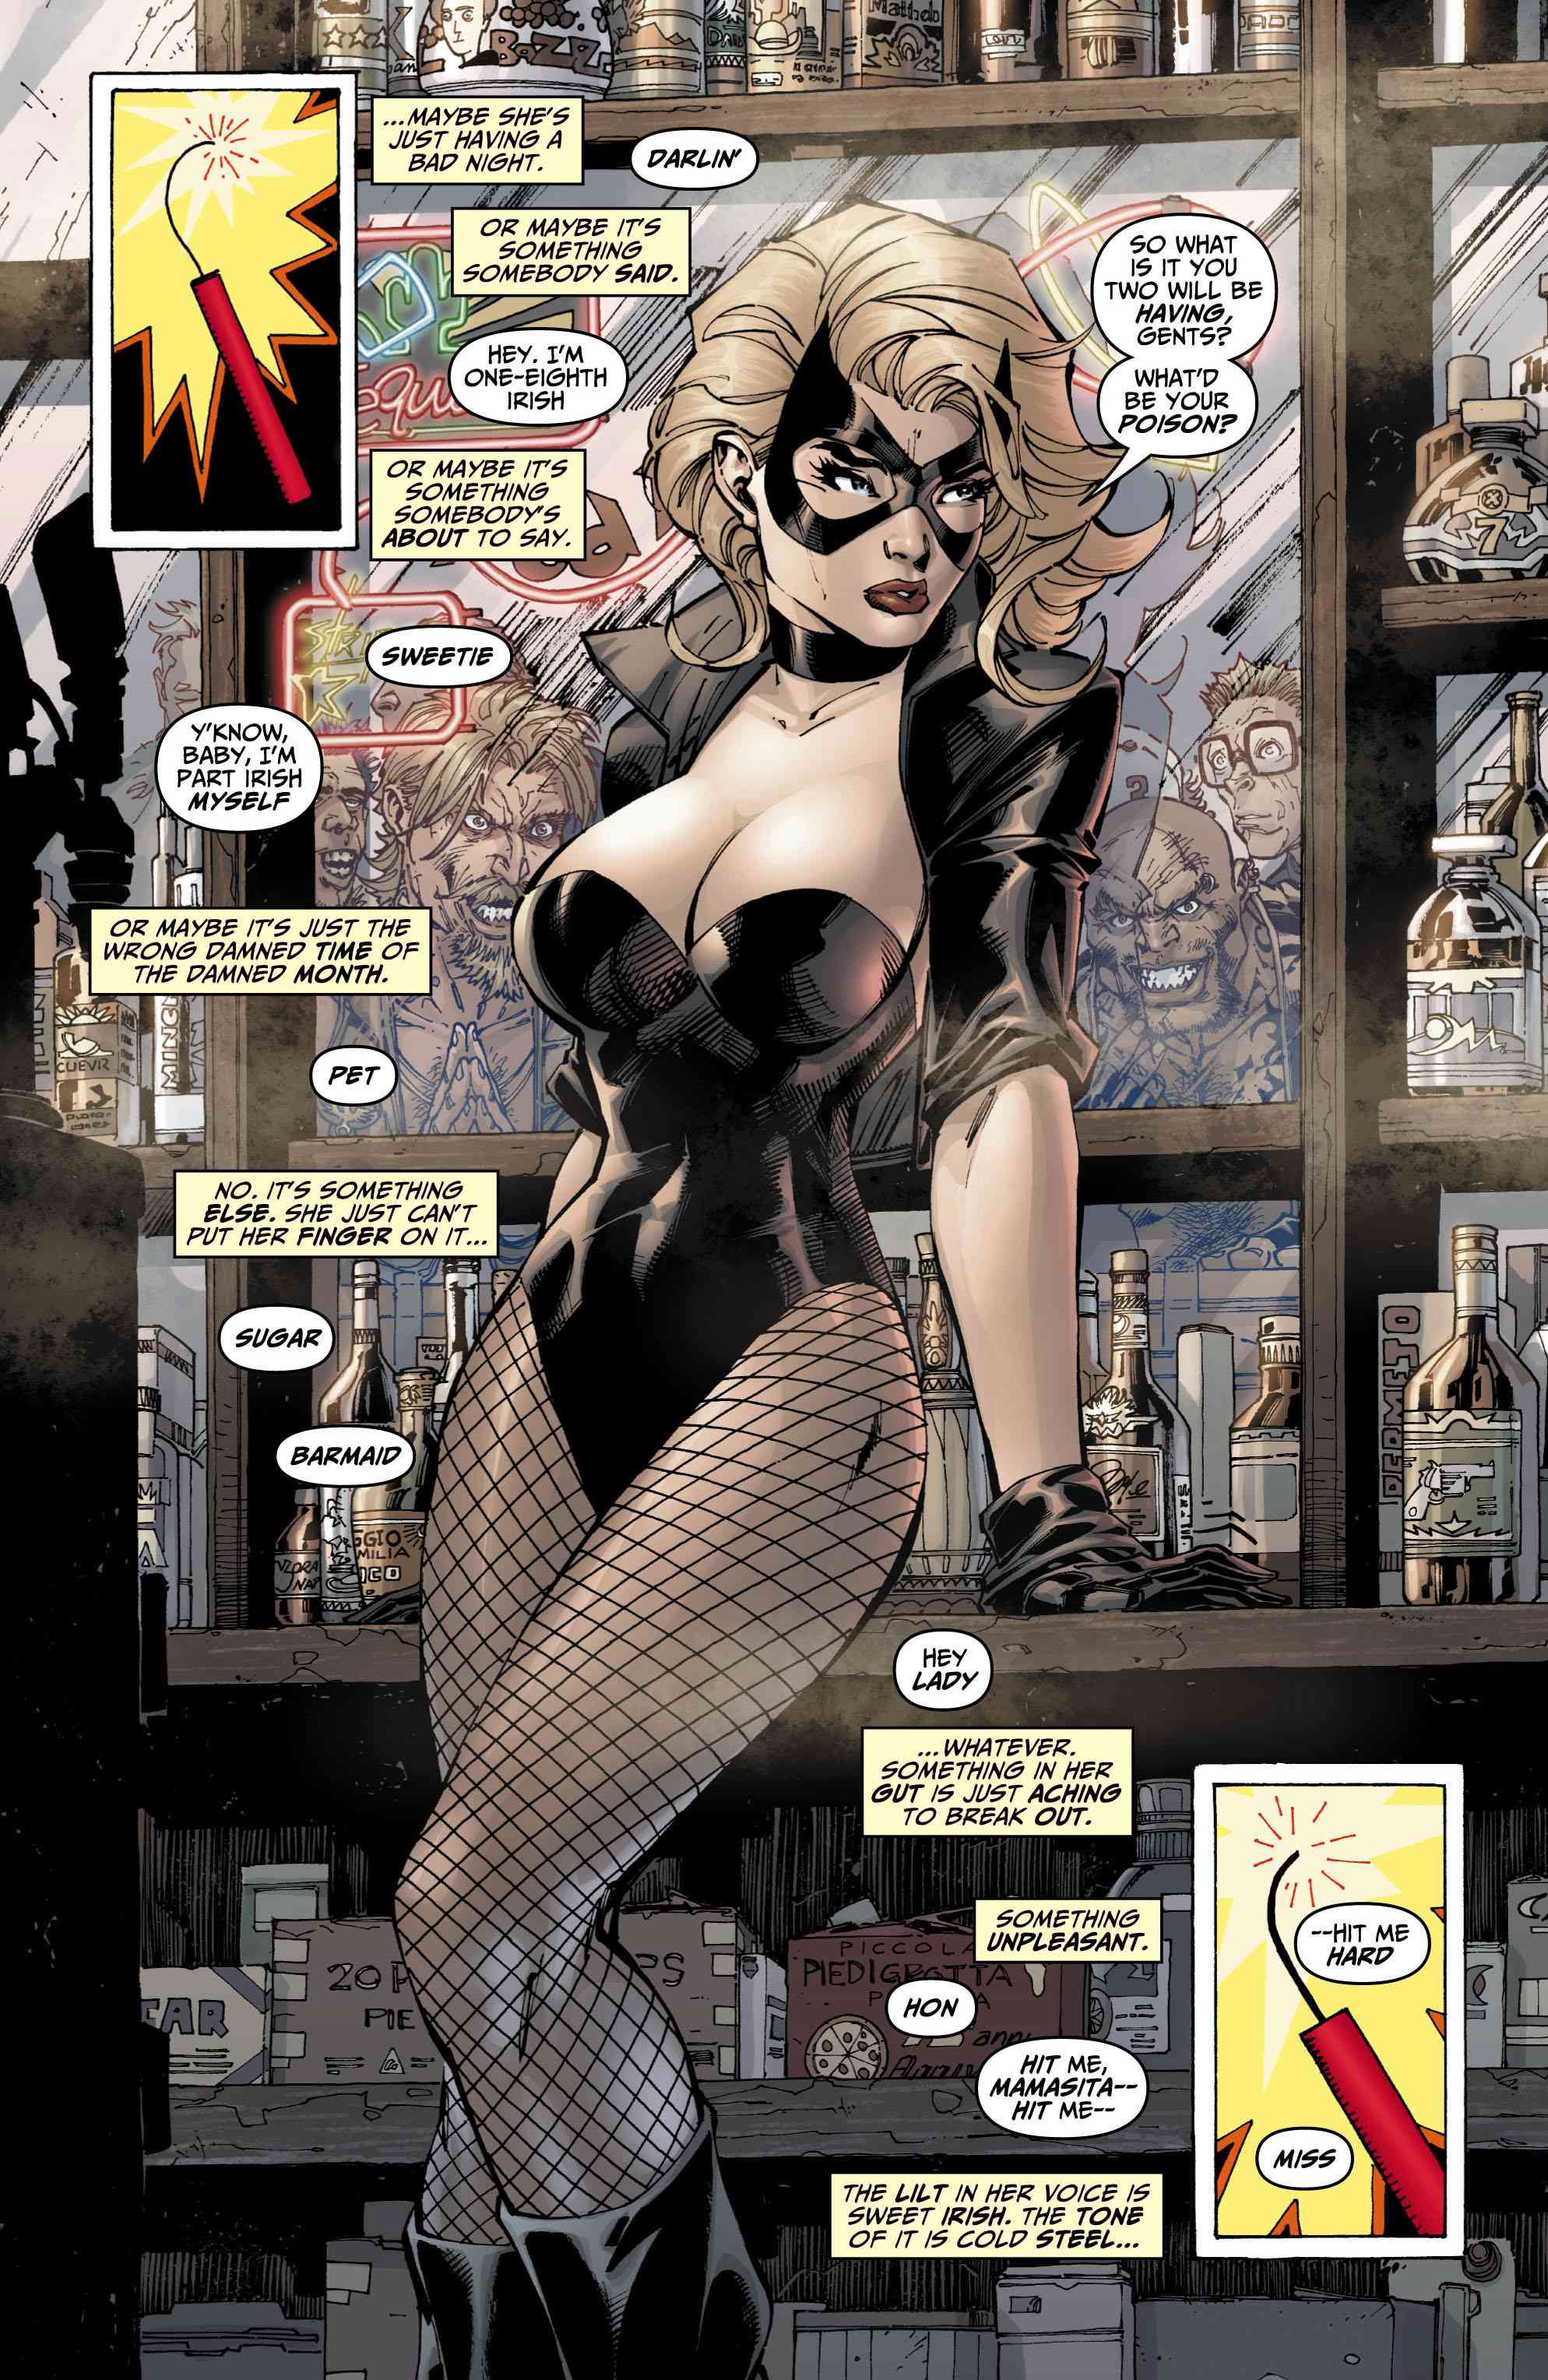 ...MAYBE SHE'S
JUST HAVING A
BAD NIGHT.
DARLIN'
OR MAYBE IT'S
SOMETHING
SOMEBODY SAID.
SO WHAT
IS IT YOU
TWO WILL BE
HAVING,
GENTS?
WHAT'D
BE YOUR
POISON?
HEY. I'M
ONE-EIGHTH
IRISH
OR MAYBE IT'S
SOMETHING
SOMEBODY'S
ABOUT TO SAY.
SWEETIE
Y'KNOW,
BABY, I'M
PART IRISH
MYSELF
OR MAYBE IT'S JUST THE
WRONG DAMNED TIME OF
THE DAMNED MONTH.
PET
NO. IT'S SOMETHING
ELSE. SHE JUST CAN'T
PUT HER FINGER ON IT...
SUGAR
BARMAID
HEY
LADY
...WHATEVER.
SOMETHING IN HER
GUT IS JUST ACHING
TO BREAK OUT.
SOMETHING
UNPLEASANT.
HON
HIT ME,
MAMASITA--
HIT ME--
--HIT ME
HARD
MISS
THE LILT IN HER VOICE IS
SWEET IRISH. THE TONE
OF IT IS COLD STEEL...
7
CUEVR
MINC
PERMEJO
20 P
PIE
PICCOLA
PIEDIGROTTA